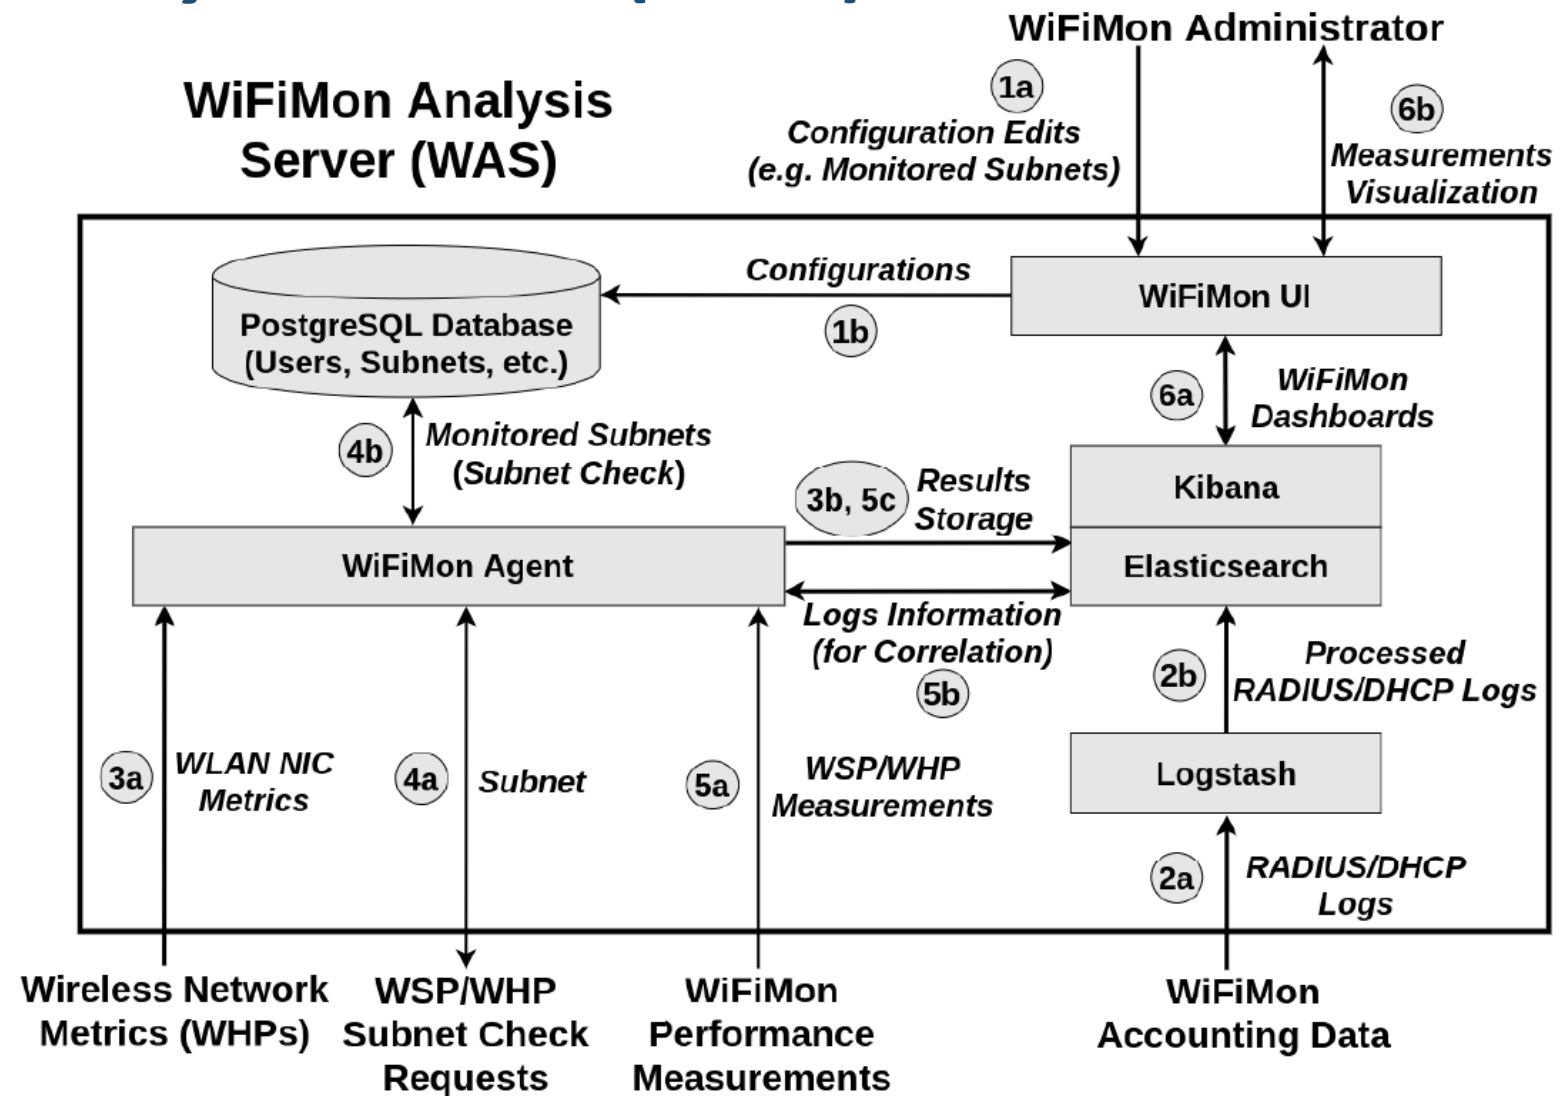 WiFiMon Administrator
WiFiMon Analysis
Server (WAS)
1a
Configuration Edits
(e.g. Monitored Subnets)
6b
Measurements
Visualization
PostgreSQL Database
(Users, Subnets, etc.)
Configurations
1b
WiFiMon UI
6a
WiFiMon
Dashboards
4b
Monitored Subnets
(Subnet Check)
3b, 5c
Results
Storage
Kibana
WiFiMon Agent
Elasticsearch
Logs Information
(for Correlation)
5b
2b
Processed
RADIUS/DHCP Logs
3a
WLAN NIC
Metrics
4a
Subnet
5a
WSP/WHP
Measurements
Logstash
2a
RADIUS/DHCP
Logs
Wireless Network
Metrics (WHPs)
WSP/WHP
Subnet Check
Requests
WiFiMon
Performance
Measurements
WiFiMon
Accounting Data